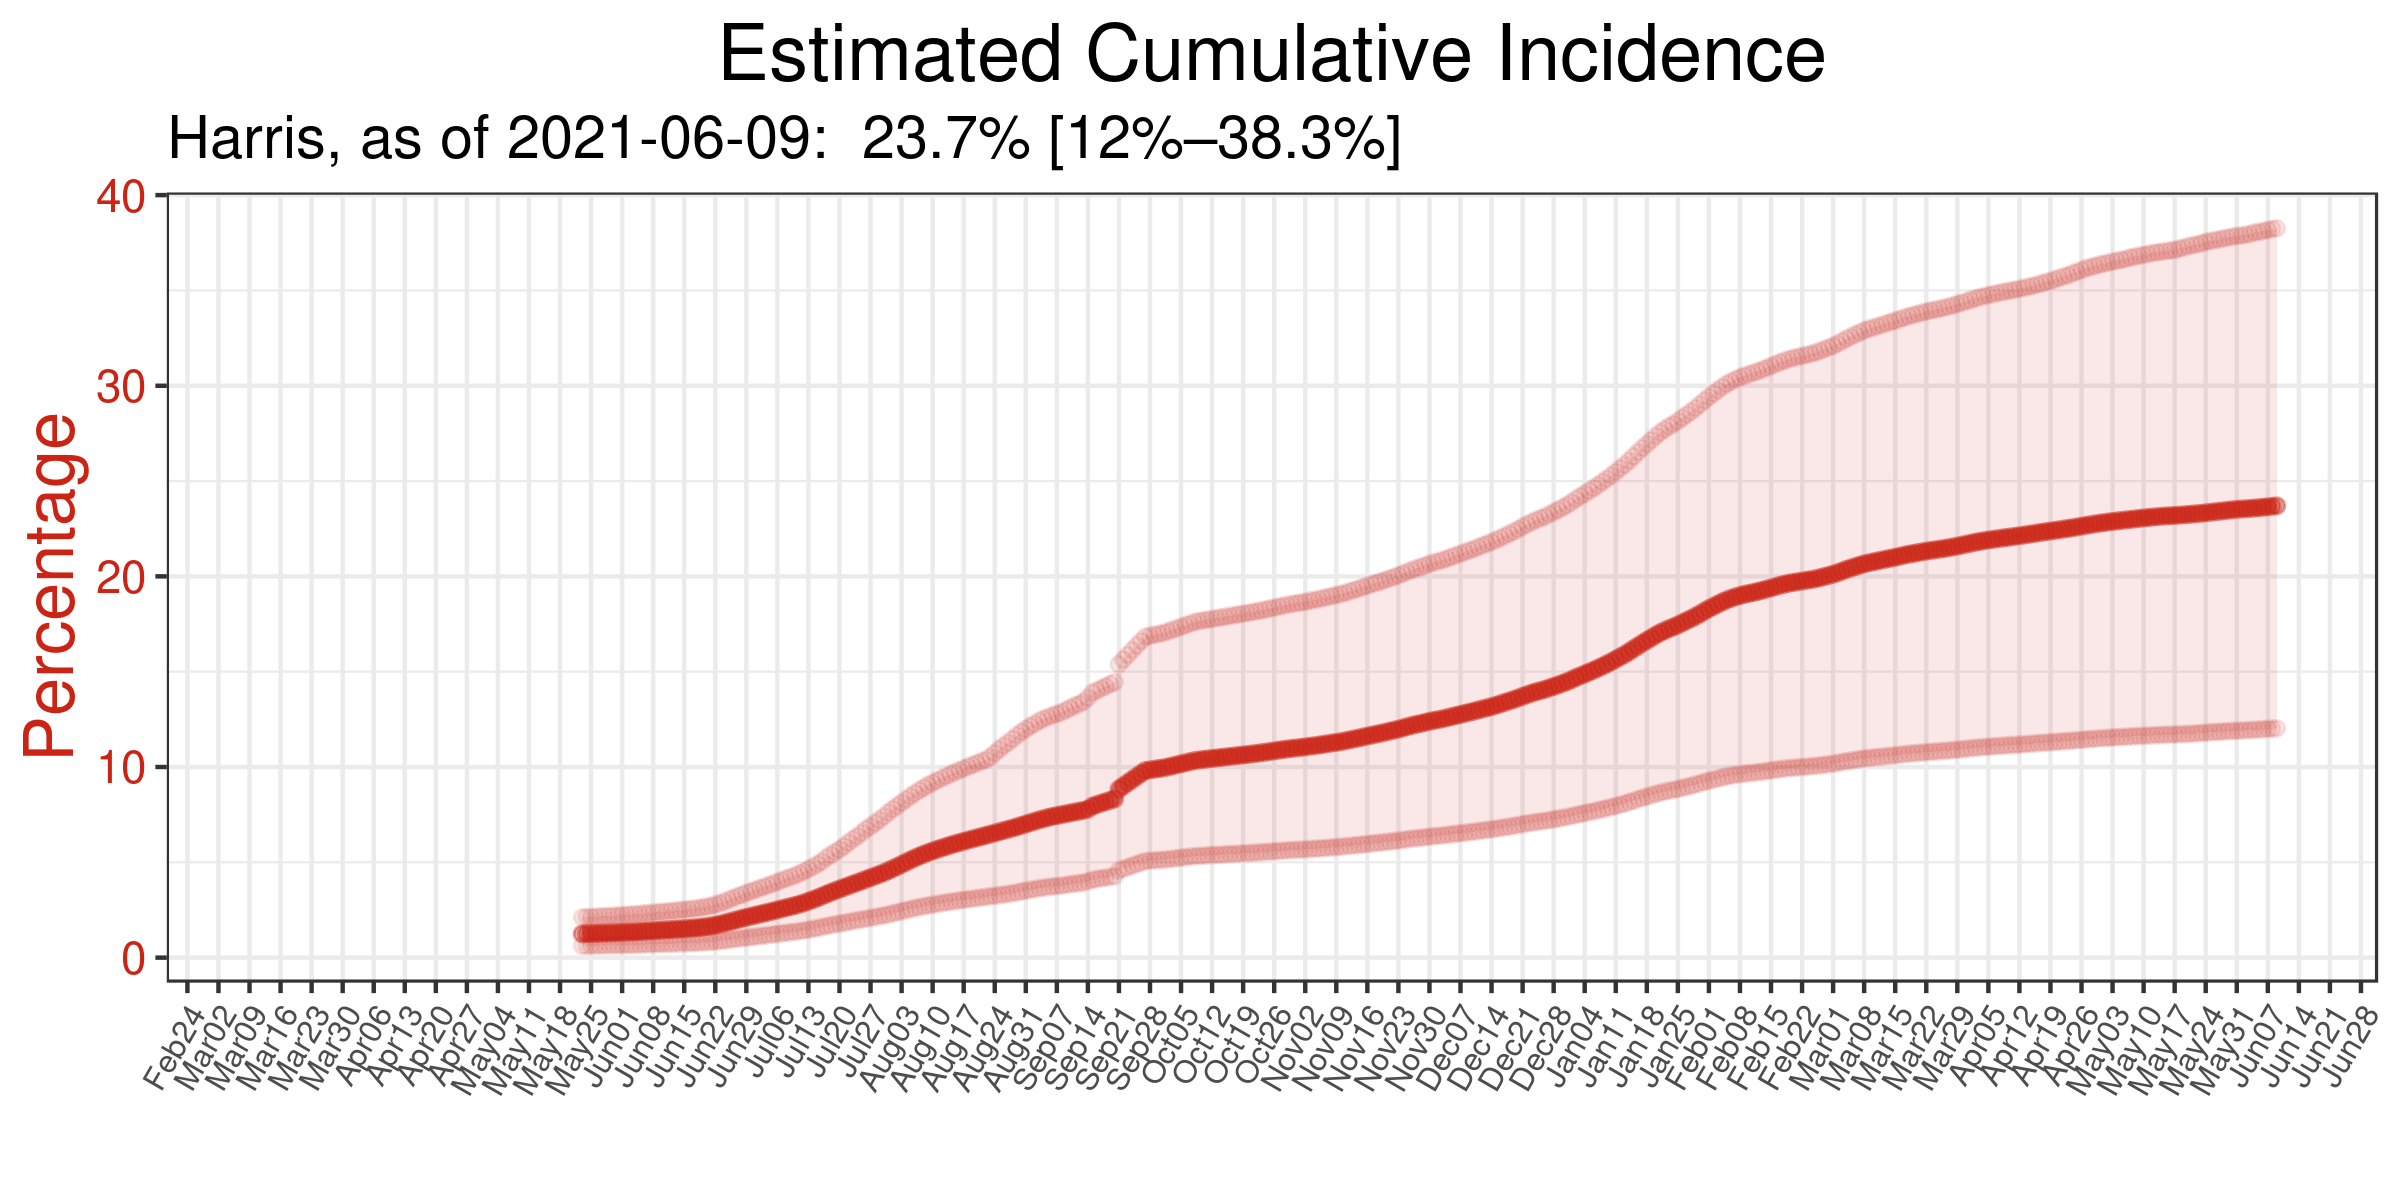 Estimated Cumulative Incidence
Harris, as of 2021-06-09:  23.7% [12%–38.3%]
Percentage
40
30
20
10
0
Feb24
Mar02
Mar09
Mar16
Mar23
Mar30
Apr06
Apr13
Apr20
Apr27
May04
May11
May18
May25
Jun01
Jun08
Jun15
Jun22
Jun29
Jul06
Jul13
Jul20
Jul27
Aug03
Aug10
Aug17
Aug24
Aug31
Sep07
Sep14
Sep21
Sep28
Oct05
Oct12
Oct19
Oct26
Nov02
Nov09
Nov16
Nov23
Nov30
Dec07
Dec14
Dec21
Dec28
Jan04
Jan11
Jan18
Jan25
Feb01
Feb08
Feb15
Feb22
Mar01
Mar08
Mar15
Mar22
Mar29
Apr05
Apr12
Apr19
Apr26
May03
May10
May17
May24
May31
Jun07
Jun14
Jun21
Jun28